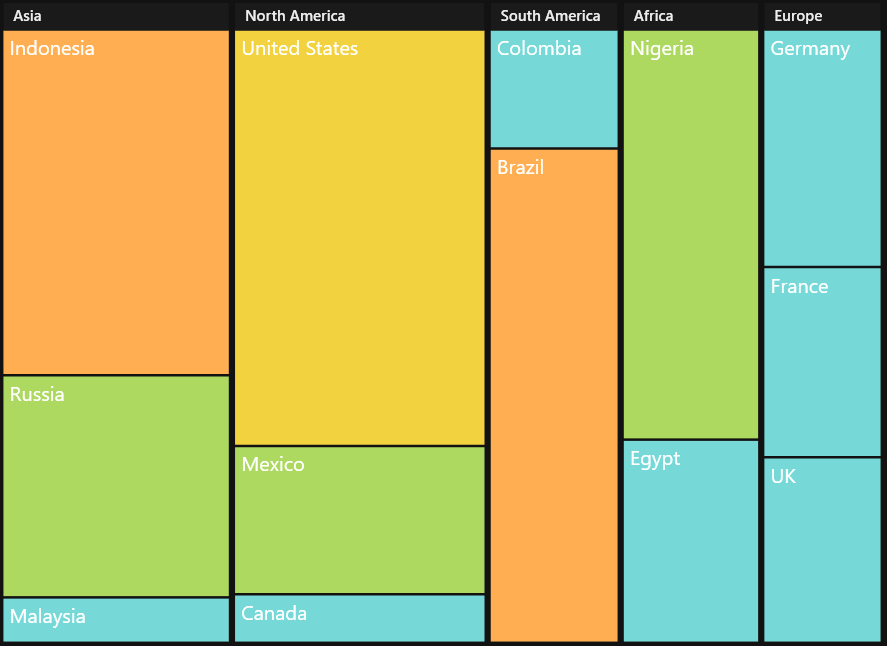 Asia
Indonesia
Russia
Malaysia
North America
United States
Mexico
Canada
South America
Colombia
Brazil
Africa
Nigeria
Egypt
Europe
Germany
France
UK